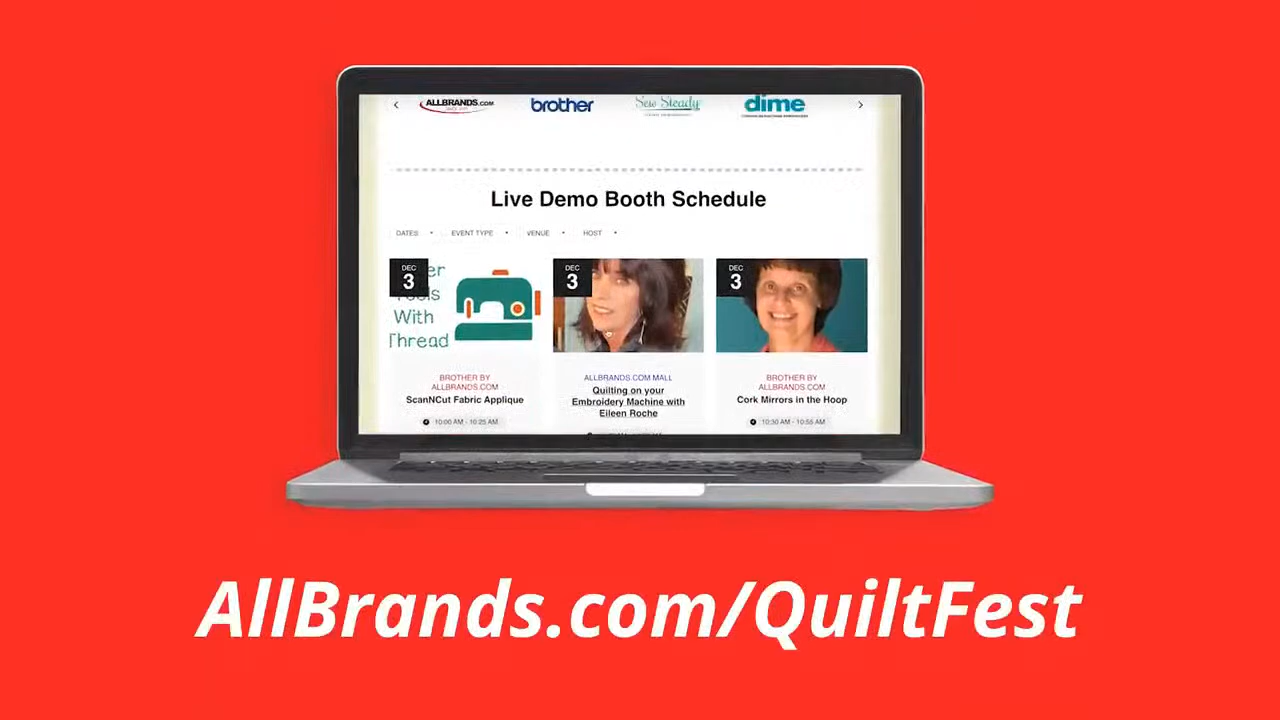 ALLBRANDS.COM
brother
Sew Steady
dime
Live Demo Booth Schedule
DATES
EVENT TYPE
VENUE
HOST
DEC
3
With
Thread
DEC
3
DEC
3
BROTHER BY
ALLBRANDS.COM
ScanNCut Fabric Applique
10:00 AM - 10:25 AM
ALLBRANDS.COM MALL
Quilting on your
Embroidery Machine with
Eileen Roche
BROTHER BY
ALLBRANDS.COM
Cork Mirrors in the Hoop
10:30 AM - 10:55 AM
AllBrands.com/QuiltFest